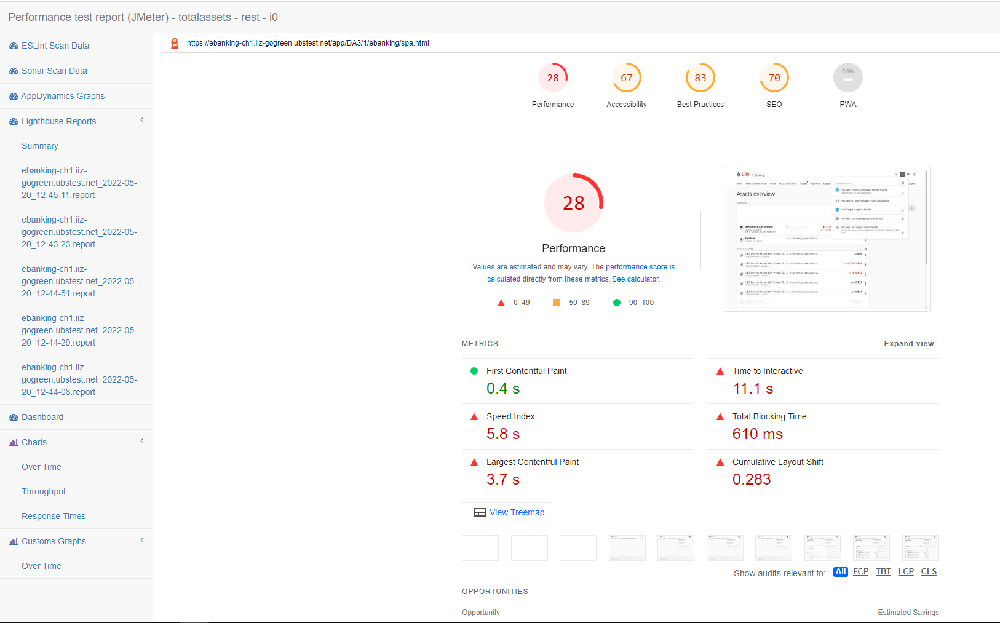 Performance test report (JMeter) - totalassets - rest - i0
ESLint Scan Data
Sonar Scan Data
AppDynamics Graphs
Lighthouse Reports
Summary
ebanking-ch1.iiz-
gogreen.ubstest.net_2022-05-
20_12-45-11.report
ebanking-ch1.iiz-
gogreen.ubstest.net_2022-05-
20_12-43-23.report
ebanking-ch1.iiz-
gogreen.ubstest.net_2022-05-
20_12-44-51.report
ebanking-ch1.iiz-
gogreen.ubstest.net_2022-05-
20_12-44-29.report
ebanking-ch1.iiz-
gogreen.ubstest.net_2022-05-
20_12-44-08.report
Dashboard
Charts
Over Time
Throughput
Response Times
Customs Graphs
Over Time
https://ebanking-ch1.iiz-gogreen.ubstest.net/app/DA3/1/ebanking/spa.html
28 67 83 70 PWA
Performance Accessibility Best Practices SEO PWA
28
Performance
Values are estimated and may vary. The performance score is
calculated directly from these metrics. See calculator.
0–49 50–89 90–100
UBS E-Banking
Assets overview
METRICS
Expand view
First Contentful Paint
0.4 s
Time to Interactive
11.1 s
Speed Index
5.8 s
Total Blocking Time
610 ms
Largest Contentful Paint
3.7 s
Cumulative Layout Shift
0.283
View Treemap
Show audits relevant to: All FCP TBT LCP CLS
OPPORTUNITIES
Opportunity Estimated Savings